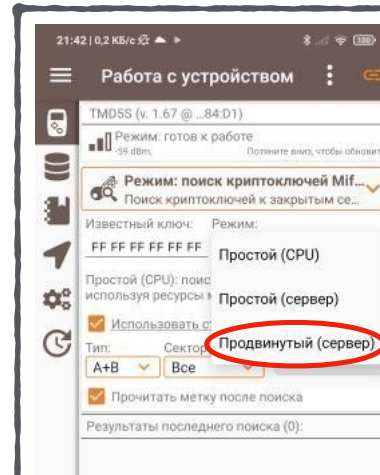 21:42 | 0,2 КБ/с
100
Работа с устройством
TMD5S (v. 1.67 @ ...84:D1)
Режим: готов к работе
-59 dBm; Потяните вниз, чтобы обновит
Режим: поиск криптоключей Mif...
Поиск криптоключей к закрытым се...
Известный ключ: Режим:
FF FF FF FF FF FF
Простой (CPU)
Простой (CPU): поис
используя ресурсы
Простой (сервер)
Использовать с
Продвинутый (сервер)
Тип: Сектор
A+B Все
Прочитать метку после поиска
Результаты последнего поиска (0):